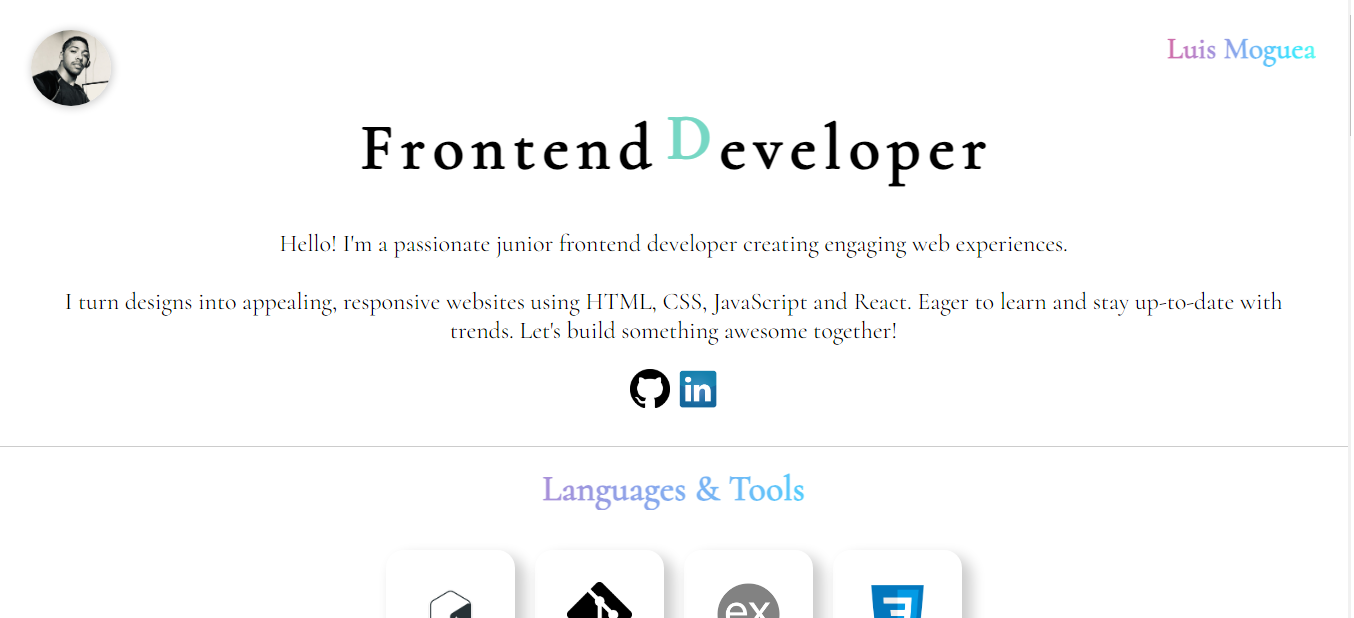 Luis Moguea
Frontend Developer
Hello! I'm a passionate junior frontend developer creating engaging web experiences.
I turn designs into appealing, responsive websites using HTML, CSS, JavaScript and React. Eager to learn and stay up-to-date with
trends. Let's build something awesome together!
in
Languages & Tools
ex